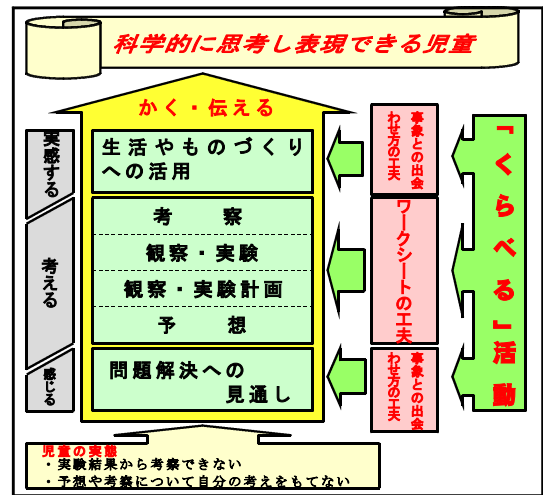 科学的に思考し表現できる児童
かく・伝える
実感する
生活やものづくり
への活用
事象との出会
わせ方の工夫
「くらべる」活動
考える
考　察
観察・実験
観察・実験計画
予　想
ワークシートの工夫
感じる
問題解決への
見通し
事象との出会
わせ方の工夫
児童の実態
・実験結果から考察できない
・予想や考察について自分の考えをもてない